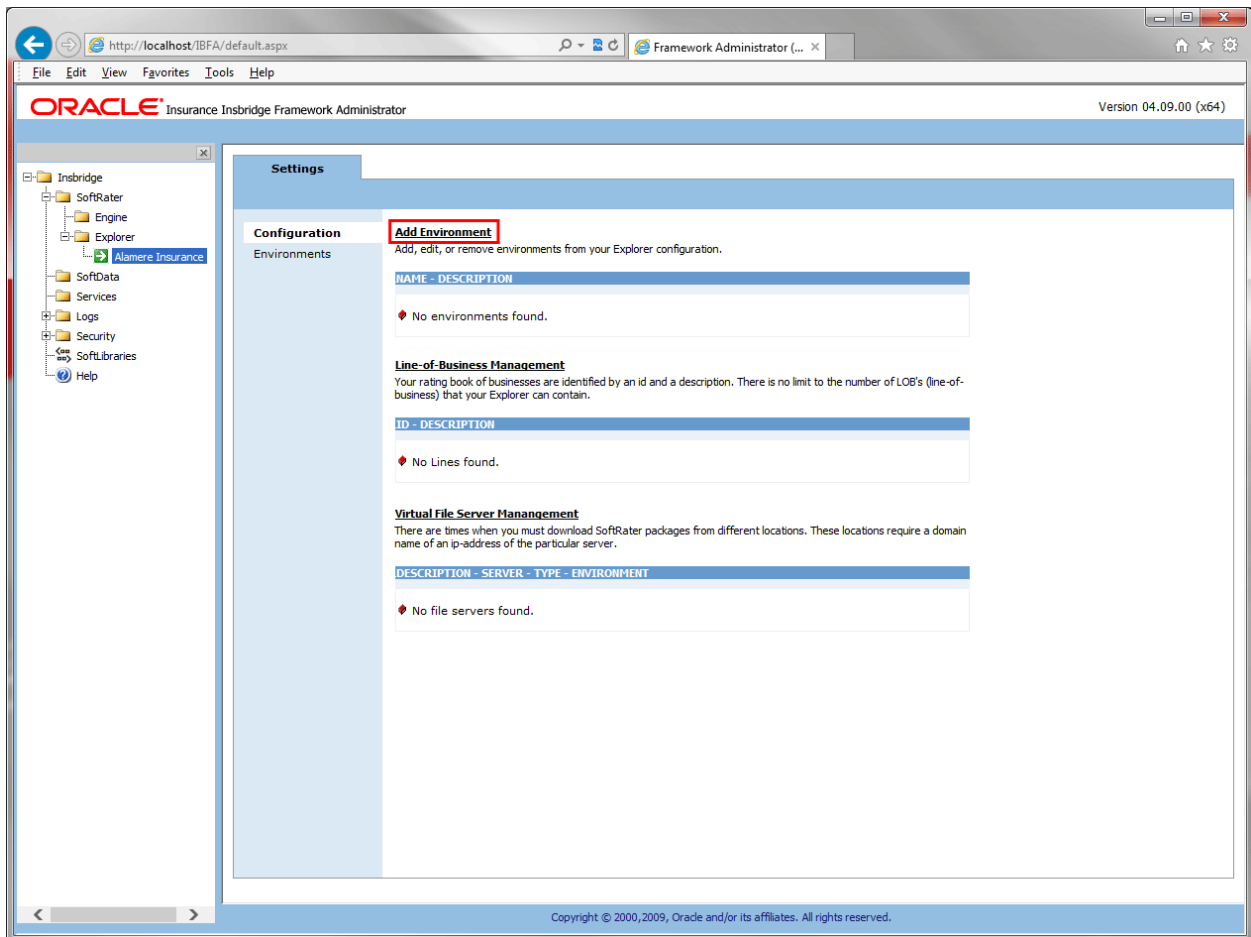 http://localhost/IBFA/default.aspx
Framework Administrator (...
File Edit View Favorites Tools Help
ORACLE Insurance Insbridge Framework Administrator
Version 04.09.00 (x64)
Insbridge
SoftRater
Engine
Explorer
Alamere Insurance
SoftData
Services
Logs
Security
SoftLibraries
Help
Settings
Configuration
Environments
Add Environment
Add, edit, or remove environments from your Explorer configuration.
NAME - DESCRIPTION
No environments found.
Line-of-Business Management
Your rating book of businesses are identified by an id and a description. There is no limit to the number of LOB's (line-of-
business) that your Explorer can contain.
ID - DESCRIPTION
No Lines found.
Virtual File Server Manangement
There are times when you must download SoftRater packages from different locations. These locations require a domain
name of an ip-address of the particular server.
DESCRIPTION - SERVER - TYPE - ENVIRONMENT
No file servers found.
Copyright © 2000,2009, Oracle and/or its affiliates. All rights reserved.